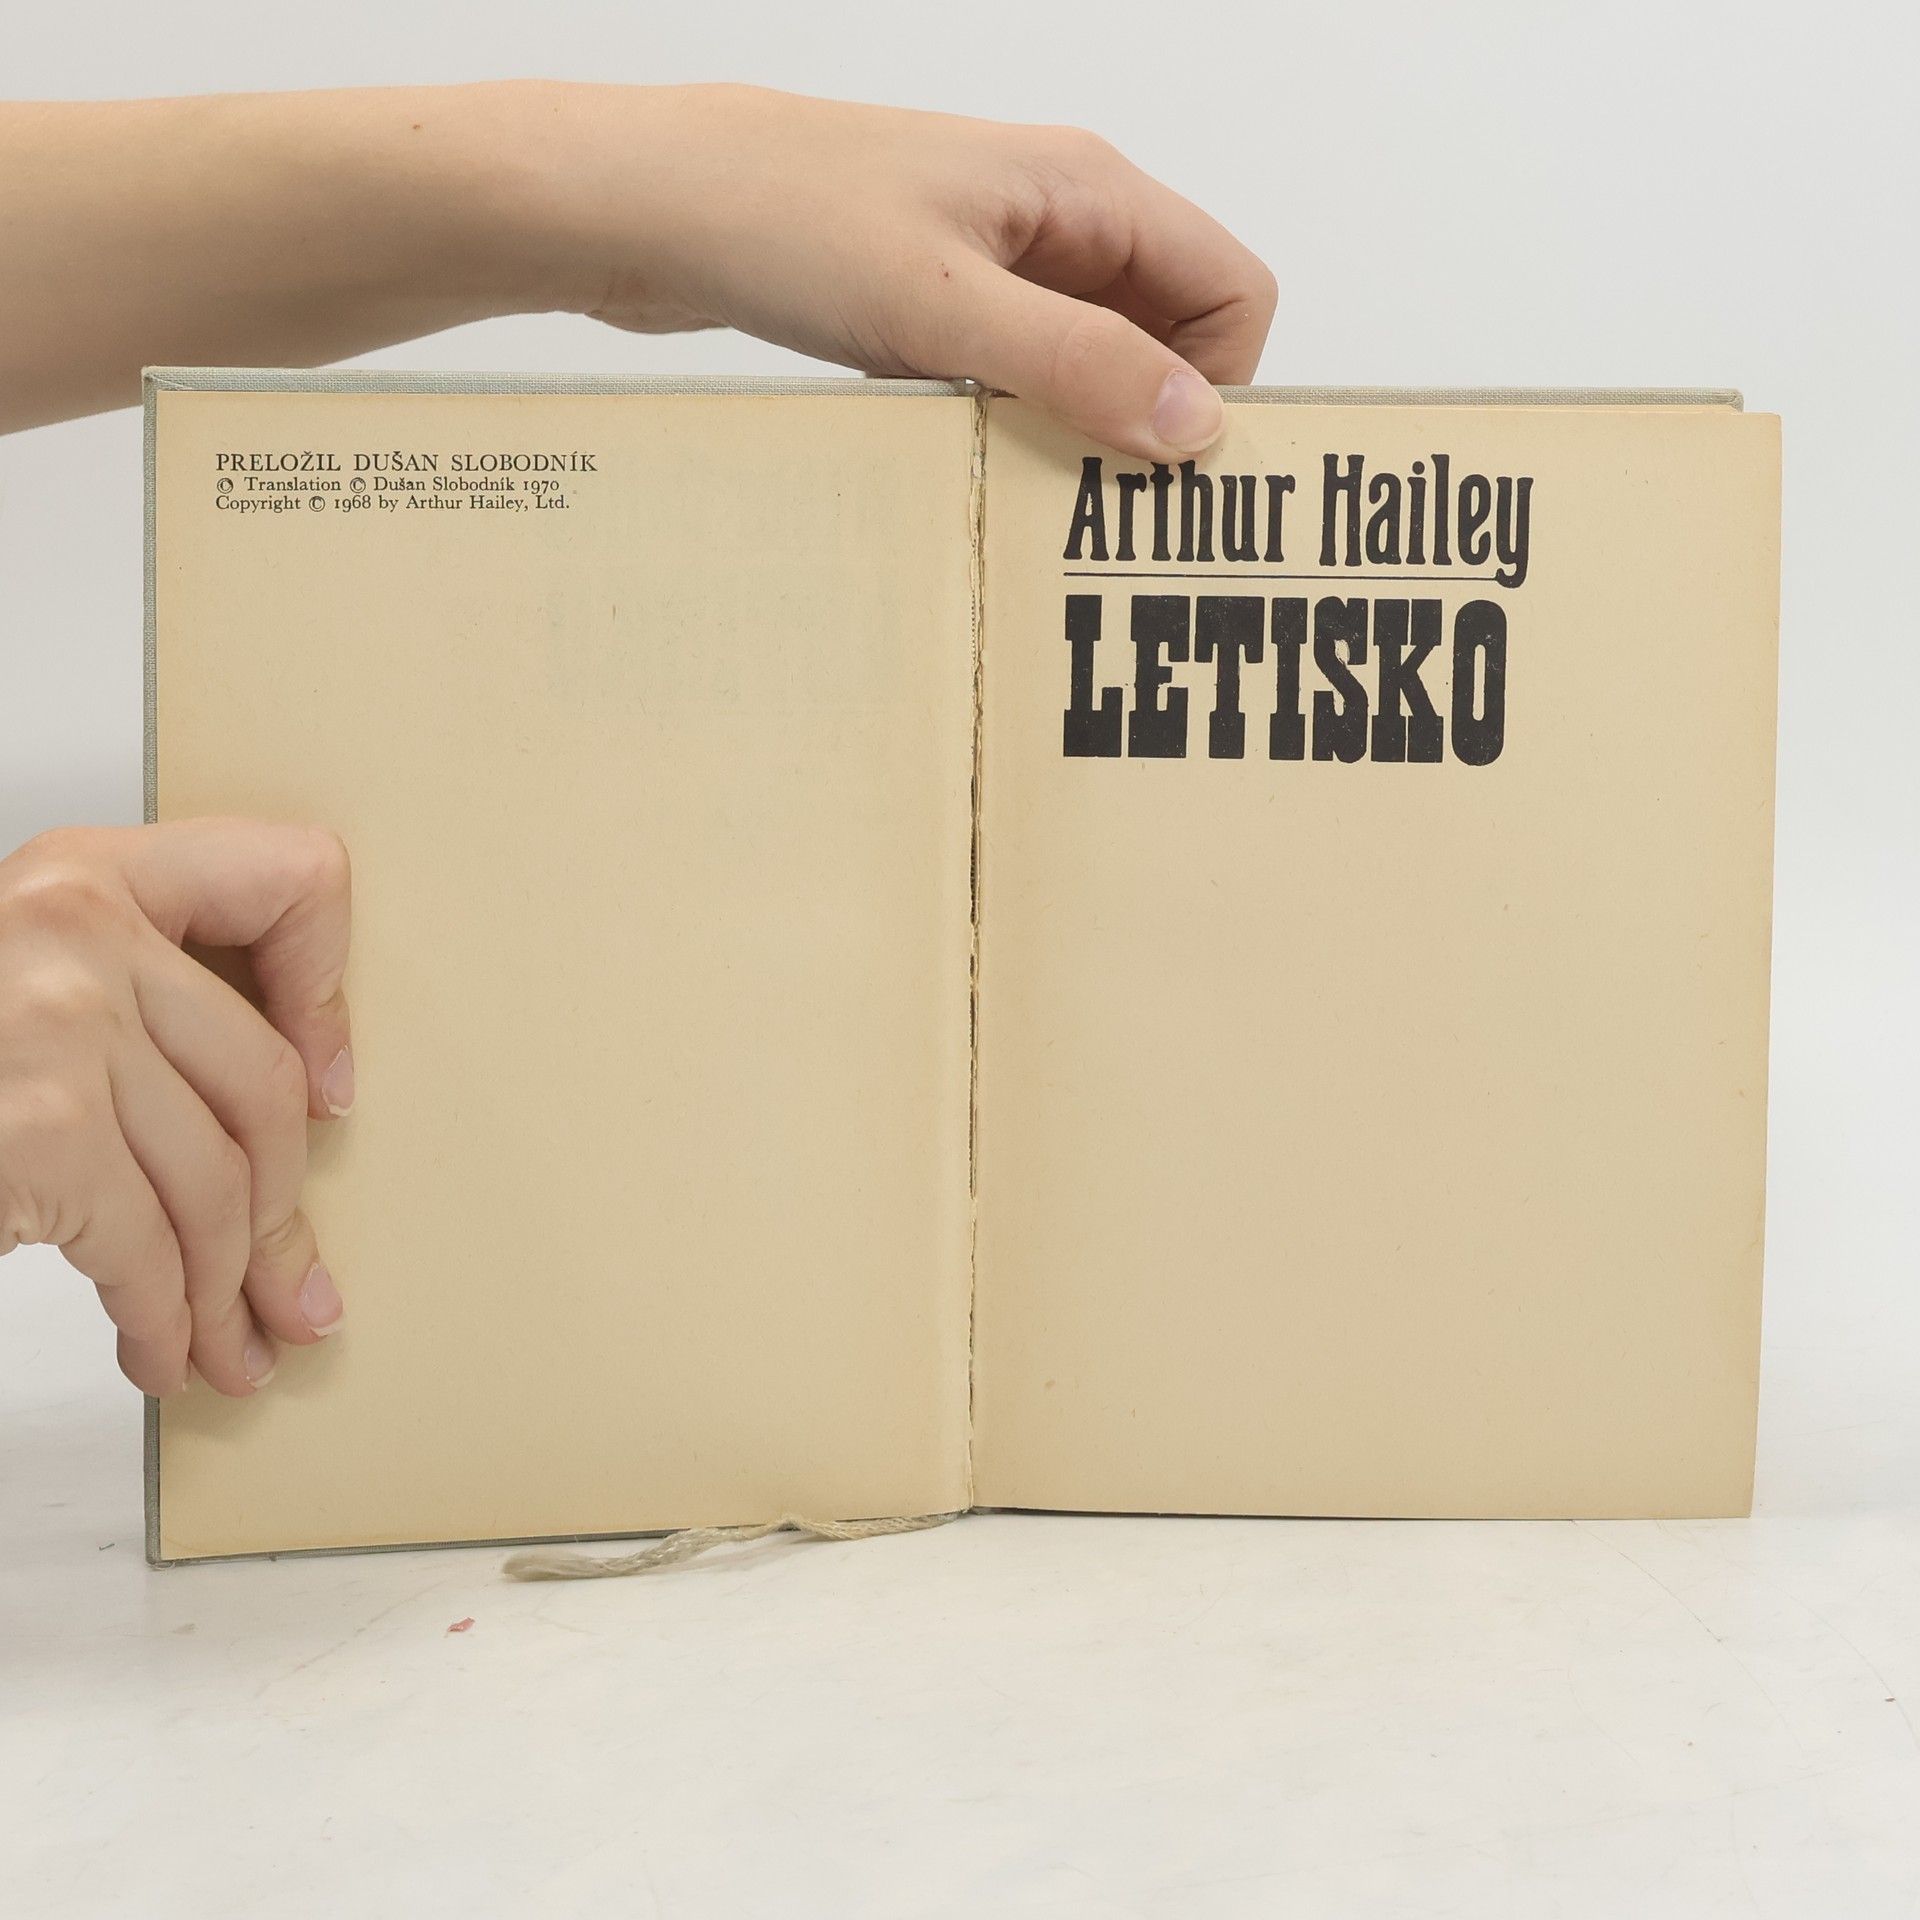 PRELOŽIL DUŠAN SLOBODNÍK
© Translation © Dušan Slobodník 1970
Copyright © 1968 by Arthur Hailey, Ltd.
Arthur Hailey
LETISKO